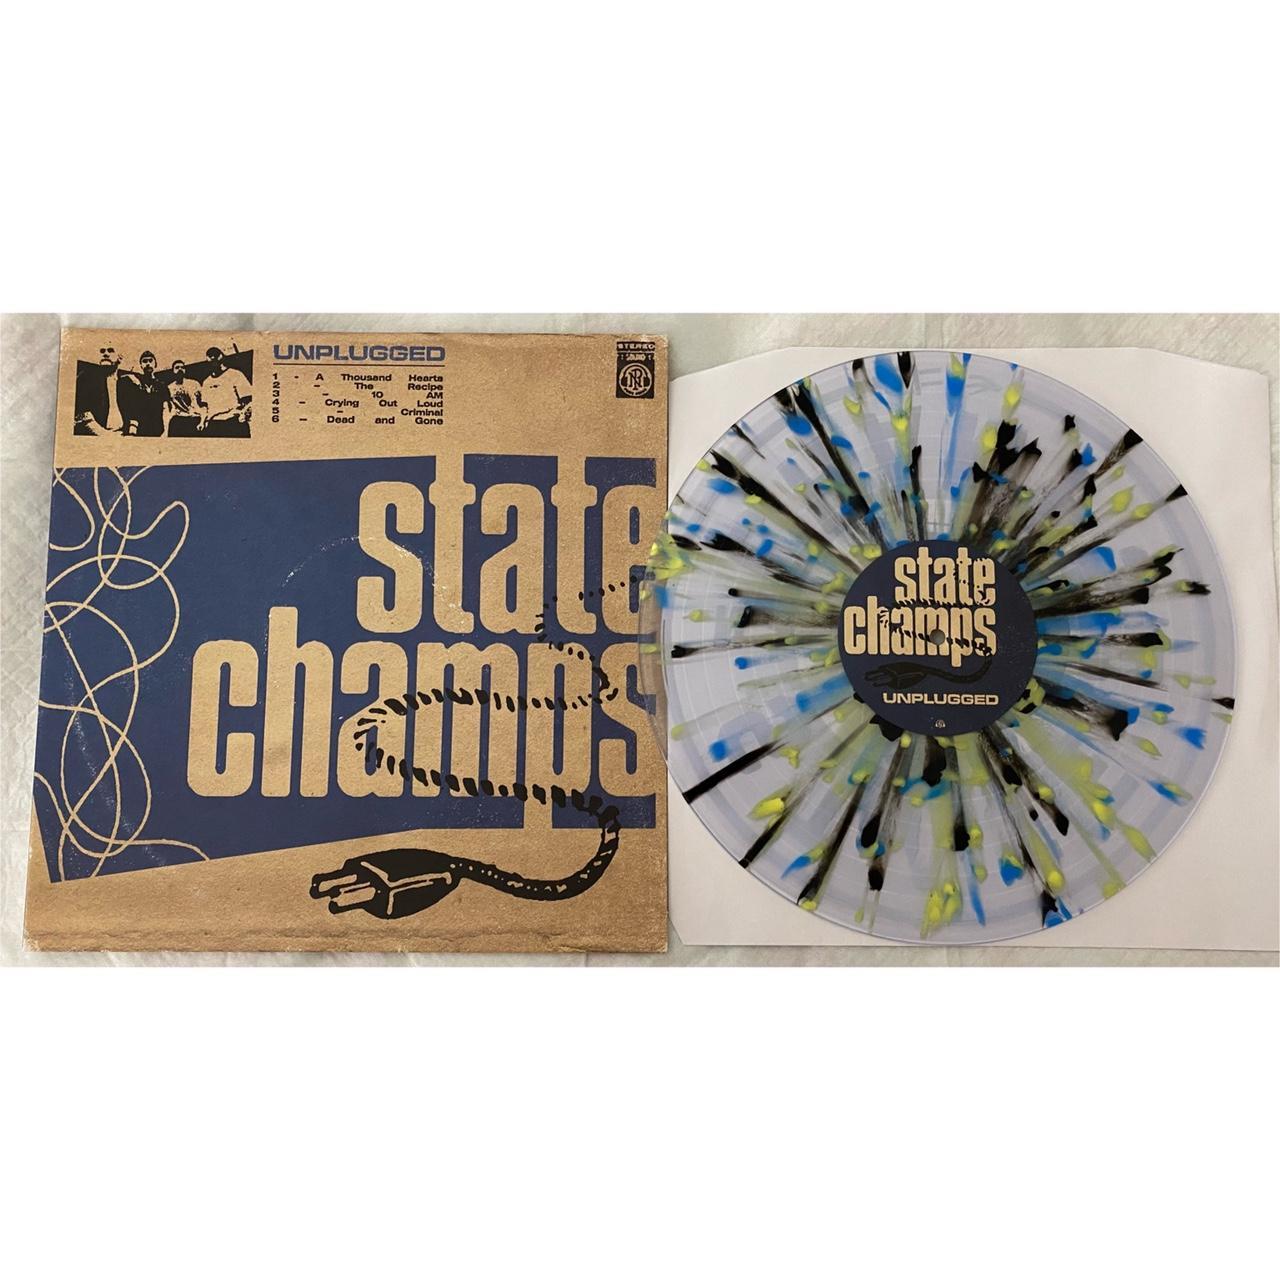 UNPLUGGED
1 - A Thousand Hearts
2 - The Recipe
3 - 10 AM
4 - Crying Out Loud
5 - Criminal
6 - Dead and Gone
STEREO
SOUND
state
champs
state
champs
UNPLUGGED